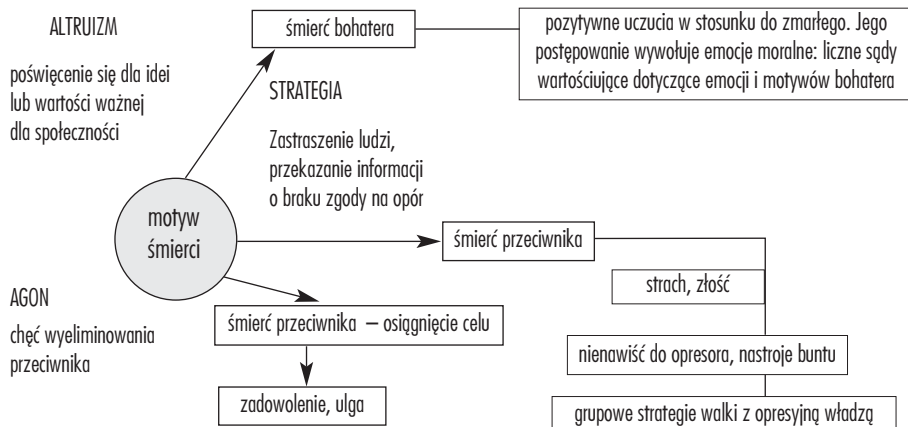 ALTRUIZM
poświęcenie się dla idei
lub wartości ważnej
dla społeczności
śmierć bohatera
pozytywne uczucia w stosunku do zmarłego. Jego
postępowanie wywołuje emocje moralne: liczne sądy
wartościujące dotyczące emocji i motywów bohatera
STRATEGIA
Zastraszenie ludzi,
przekazanie informacji
o braku zgody na opór
motyw
śmierci
śmierć przeciwnika
strach, złość
nienawiść do opresora, nastroje buntu
grupowe strategie walki z opresyjną władzą
AGON
chęć wyeliminowania
przeciwnika
śmierć przeciwnika – osiągnięcie celu
zadowolenie, ulga